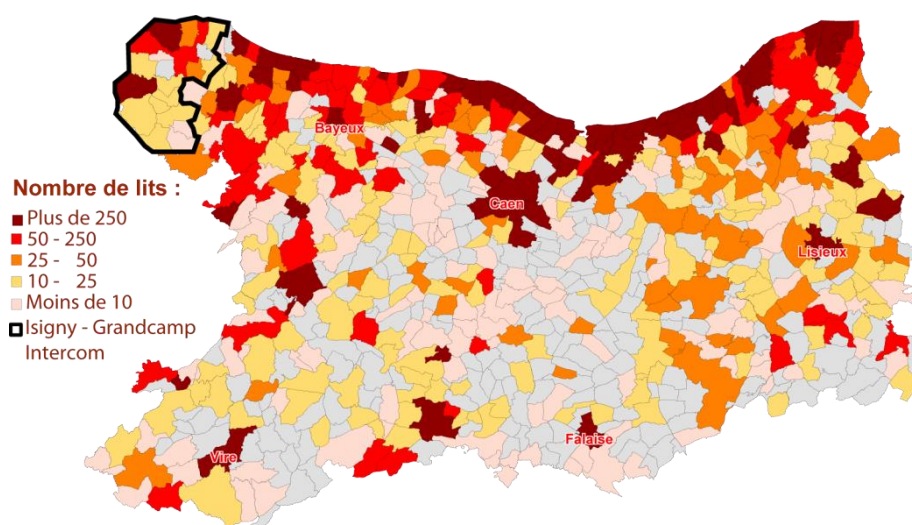 Bayeux
Caen
Lisieux
Falaise
Vire
Nombre de lits :
Plus de 250
50 - 250
25 - 50
10 - 25
Moins de 10
Isigny - Grandcamp
Intercom